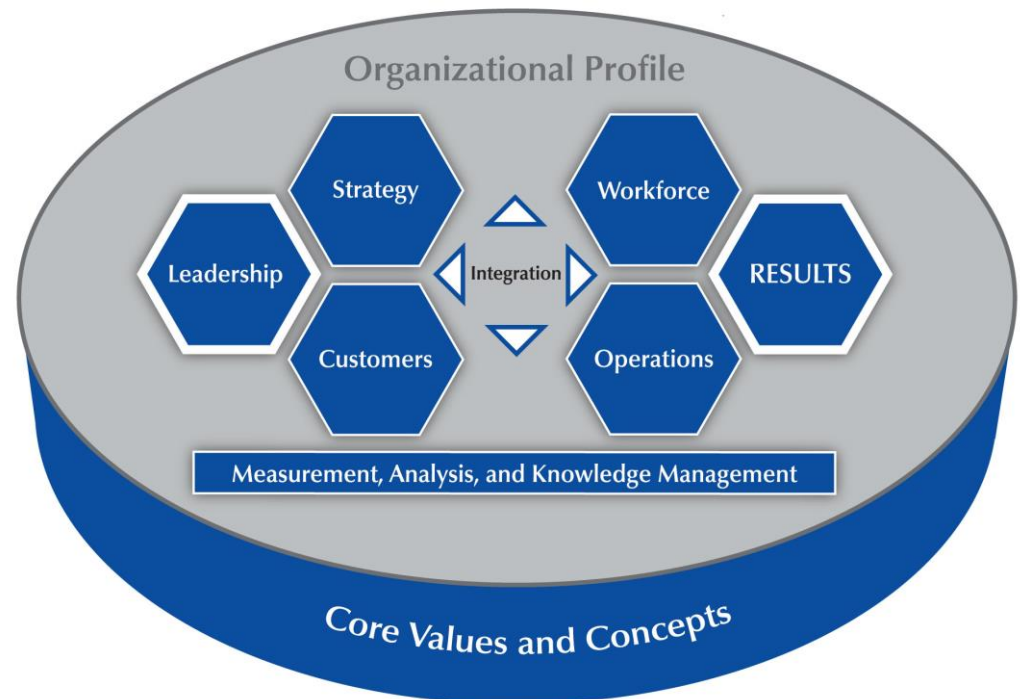 Organizational Profile
Strategy
Workforce
Leadership
Integration
RESULTS
Customers
Operations
Measurement, Analysis, and Knowledge Management
Core Values and Concepts